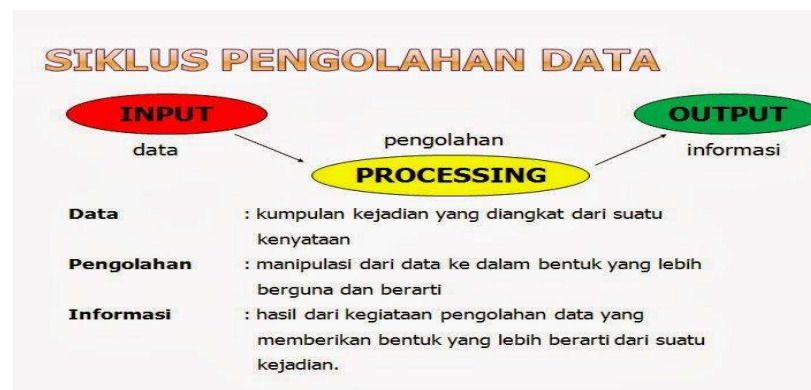 SIKLUS PENGOLAHAN DATA
INPUT
data
pengolahan
PROCESSING
OUTPUT
informasi
Data : kumpulan kejadian yang diangkat dari suatu
kenyataan
Pengolahan : manipulasi dari data ke dalam bentuk yang lebih
berguna dan berarti
Informasi : hasil dari kegiataan pengolahan data yang
memberikan bentuk yang lebih berarti dari suatu
kejadian.